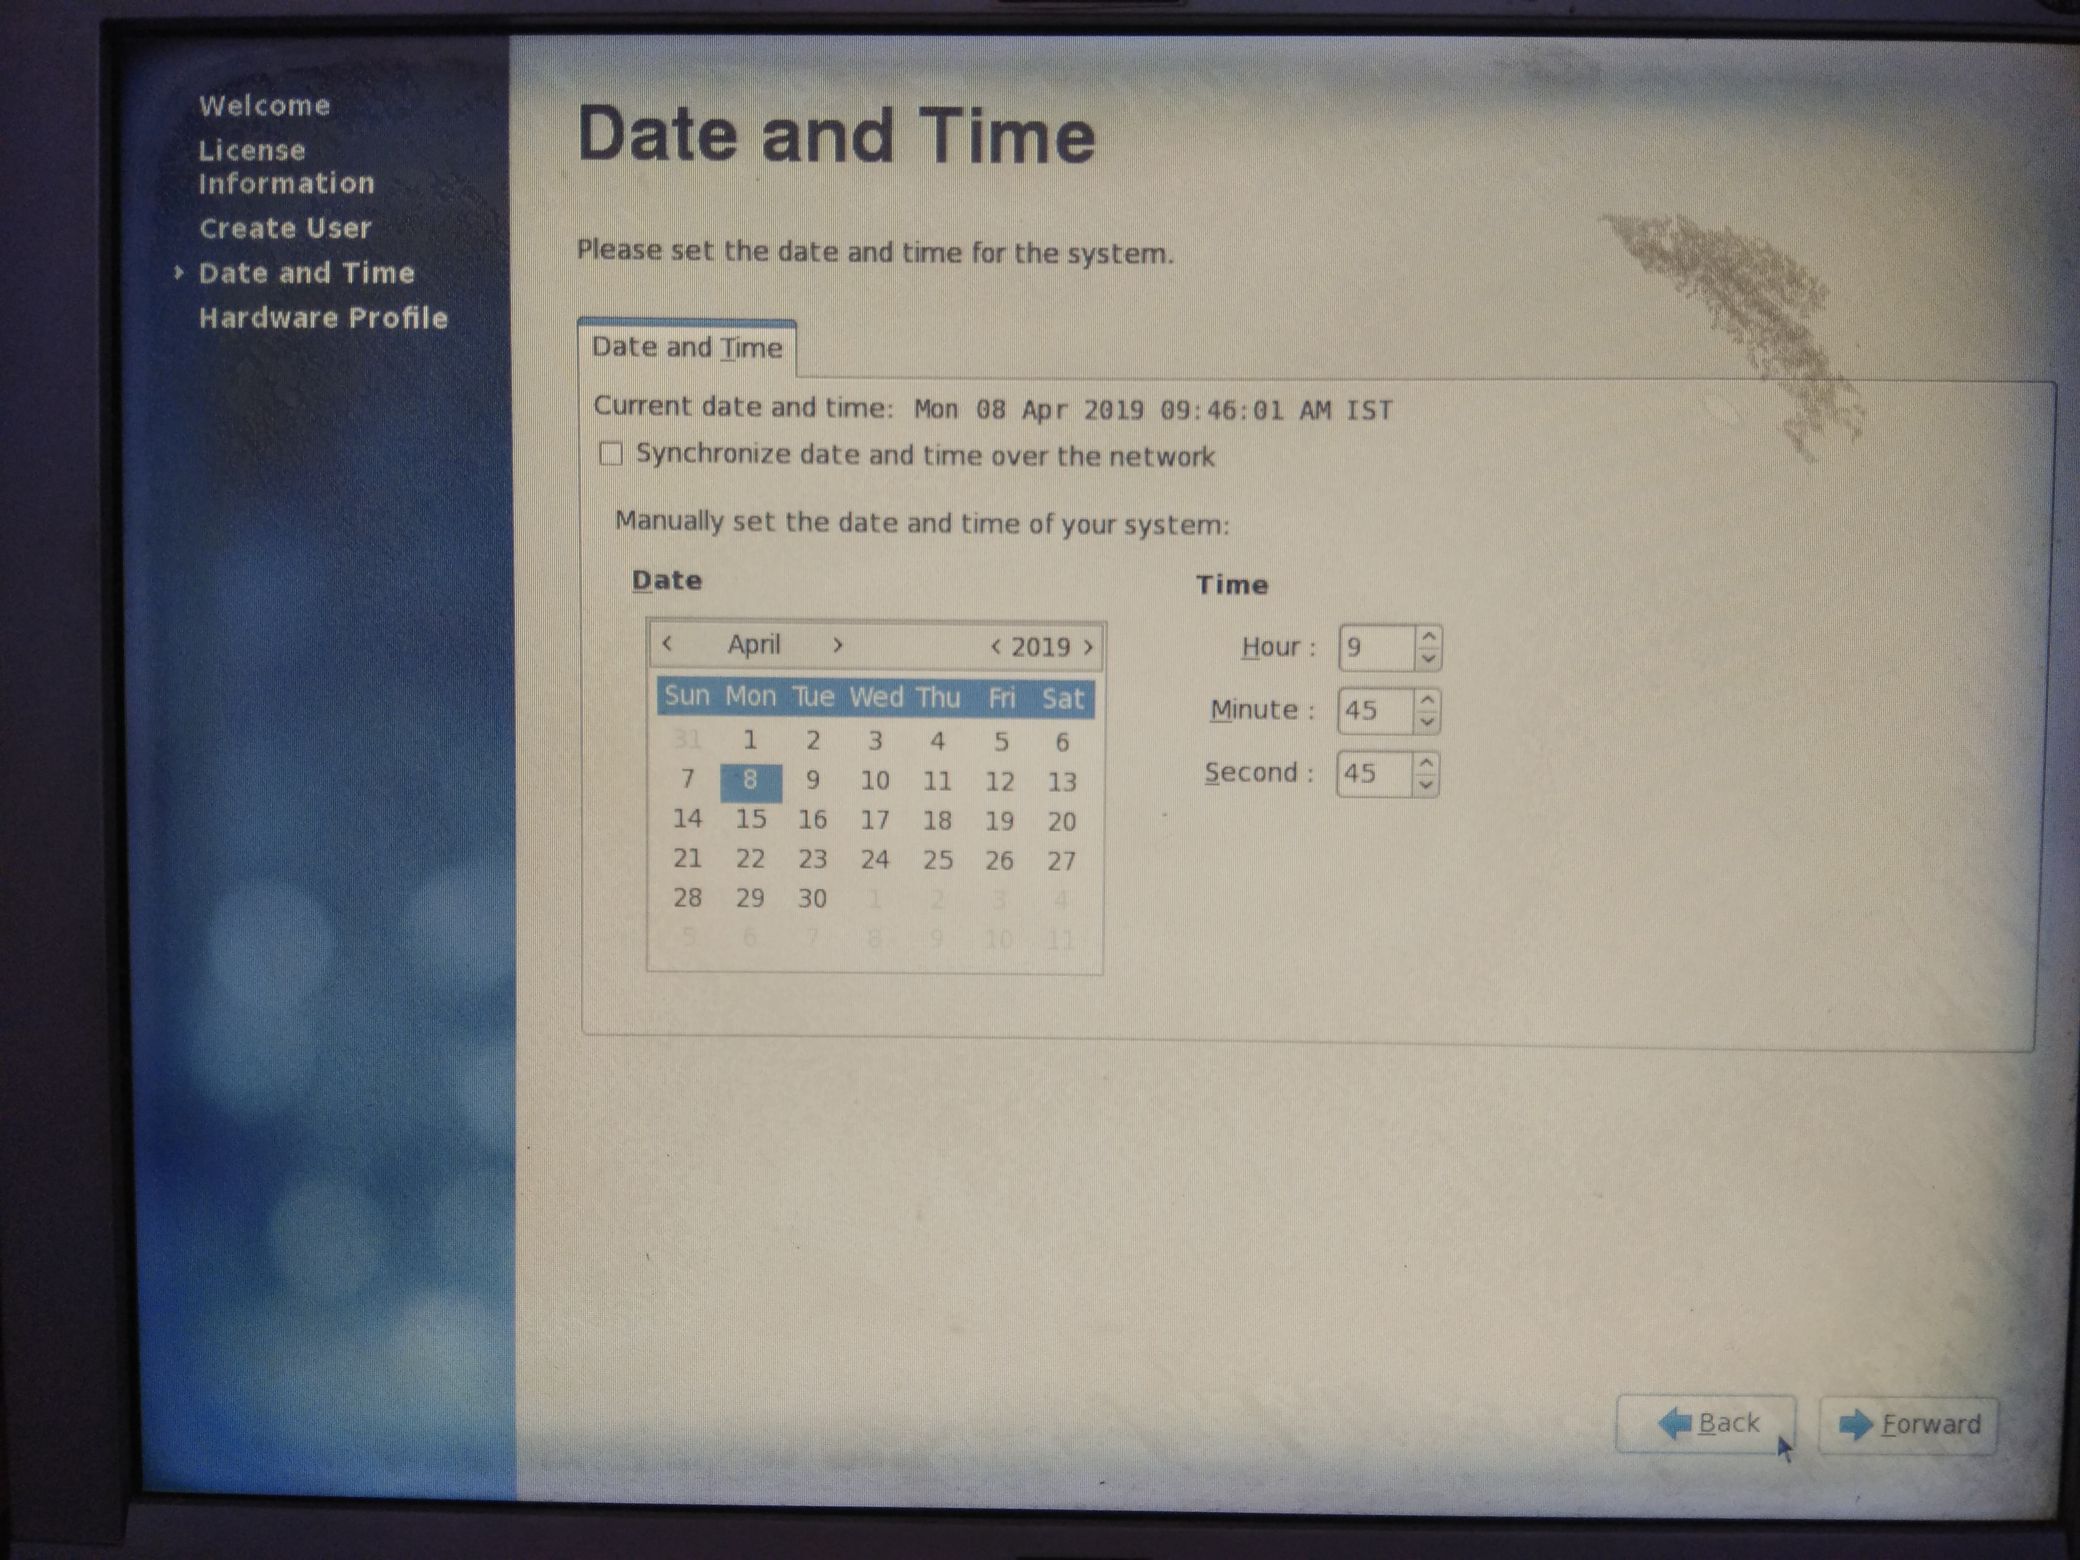 Welcome
License
Information
Create User
Date and Time
Hardware Profile
Date and Time
Please set the date and time for the system.
Date and Time
Current date and time: Mon 08 Apr 2019 09:46:01 AM IST
Synchronize date and time over the network
Manually set the date and time of your system:
Date
< April > < 2019 >
Sun Mon Tue Wed Thu Fri Sat
31 1 2 3 4 5 6
7 8 9 10 11 12 13
14 15 16 17 18 19 20
21 22 23 24 25 26 27
28 29 30 1 2 3 4
5 6 7 8 9 10 11
Time
Hour : 9
Minute : 45
Second : 45
Back Forward